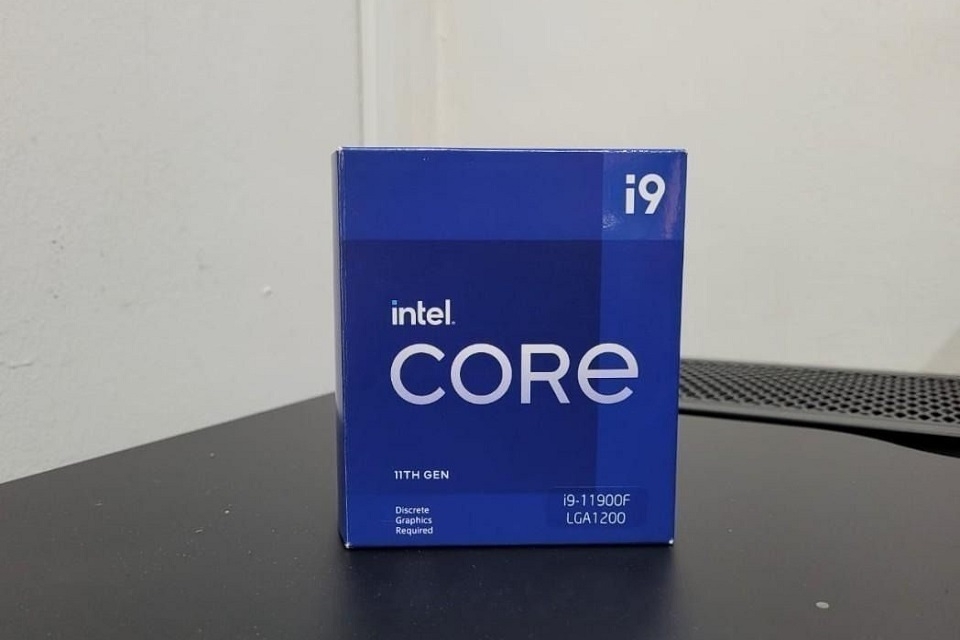 i9
intel.
CORE
11TH GEN
Discrete
Graphics
Required
i9-11900F
LGA1200